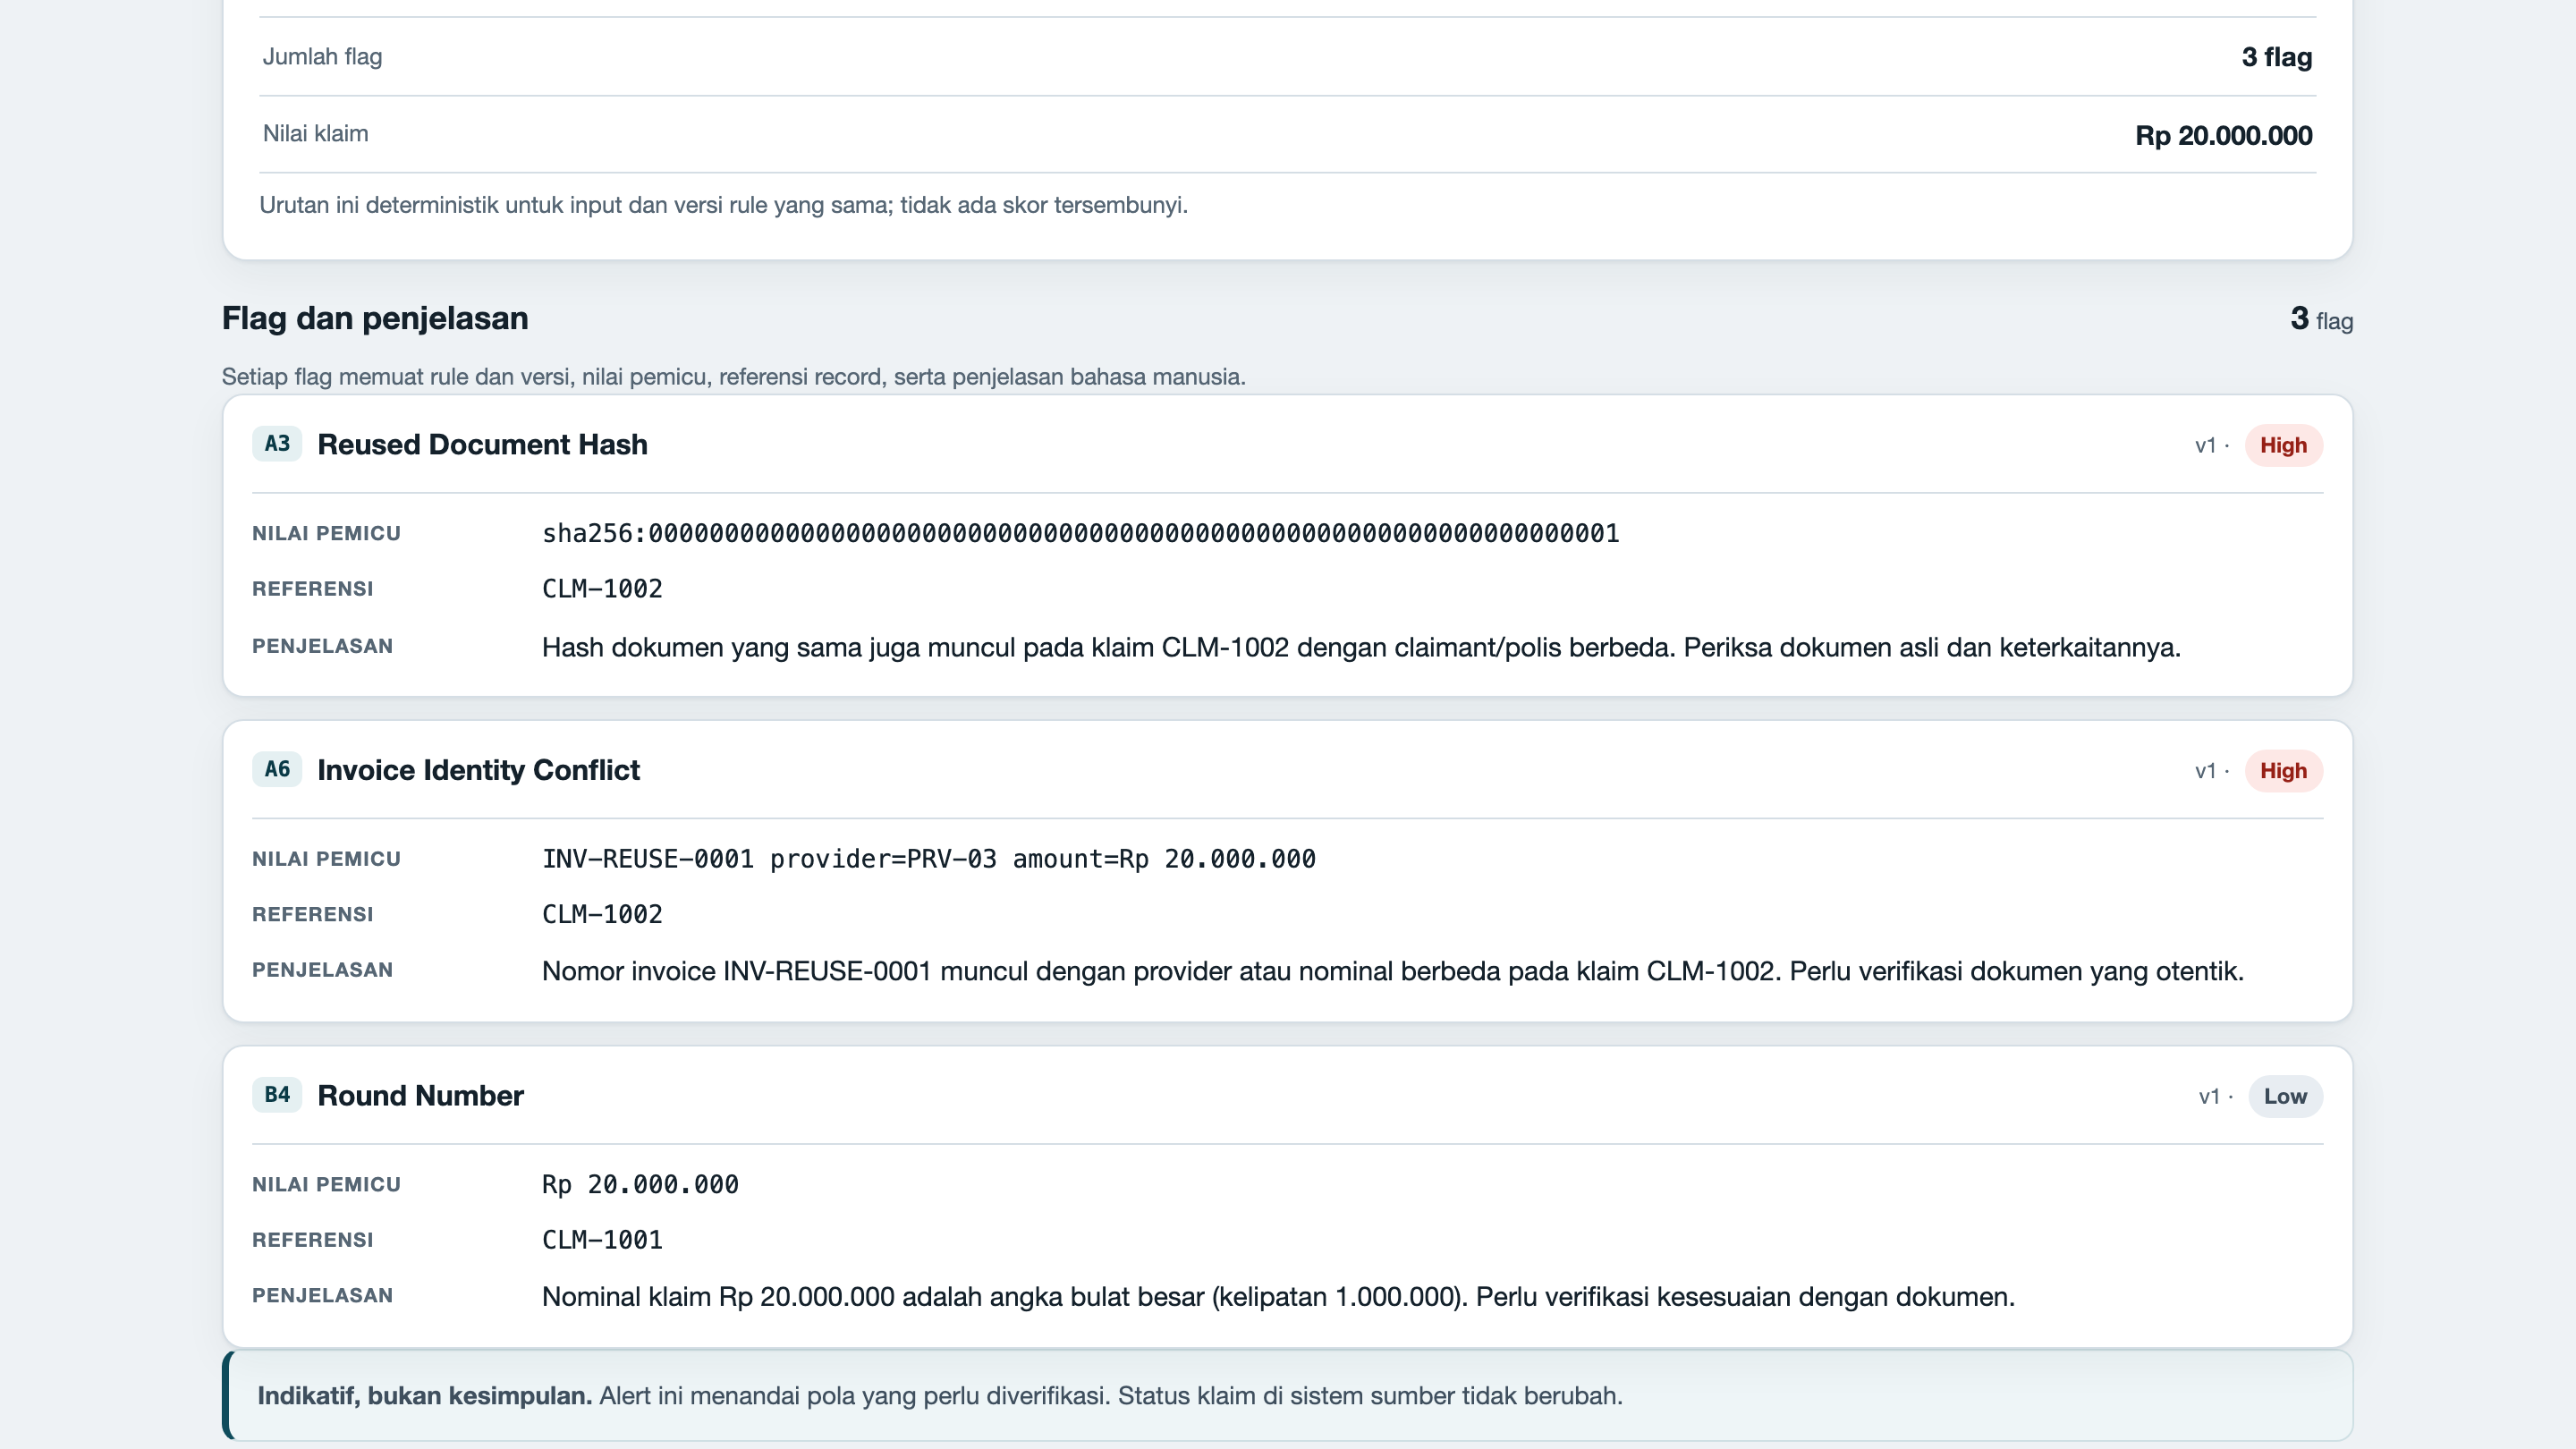 Jumlah flag
3 flag
Nilai klaim
Rp 20.000.000
Urutan ini deterministik untuk input dan versi rule yang sama; tidak ada skor tersembunyi.
Flag dan penjelasan
3 flag
Setiap flag memuat rule dan versi, nilai pemicu, referensi record, serta penjelasan bahasa manusia.
A3 Reused Document Hash
v1 · High
NILAI PEMICU
sha256:0000000000000000000000000000000000000000000000000000000000000001
REFERENSI
CLM-1002
PENJELASAN
Hash dokumen yang sama juga muncul pada klaim CLM-1002 dengan claimant/polis berbeda. Periksa dokumen asli dan keterkaitannya.
A6 Invoice Identity Conflict
v1 · High
NILAI PEMICU
INV-REUSE-0001 provider=PRV-03 amount=Rp 20.000.000
REFERENSI
CLM-1002
PENJELASAN
Nomor invoice INV-REUSE-0001 muncul dengan provider atau nominal berbeda pada klaim CLM-1002. Perlu verifikasi dokumen yang otentik.
B4 Round Number
v1 · Low
NILAI PEMICU
Rp 20.000.000
REFERENSI
CLM-1001
PENJELASAN
Nominal klaim Rp 20.000.000 adalah angka bulat besar (kelipatan 1.000.000). Perlu verifikasi kesesuaian dengan dokumen.
Indikatif, bukan kesimpulan. Alert ini menandai pola yang perlu diverifikasi. Status klaim di sistem sumber tidak berubah.